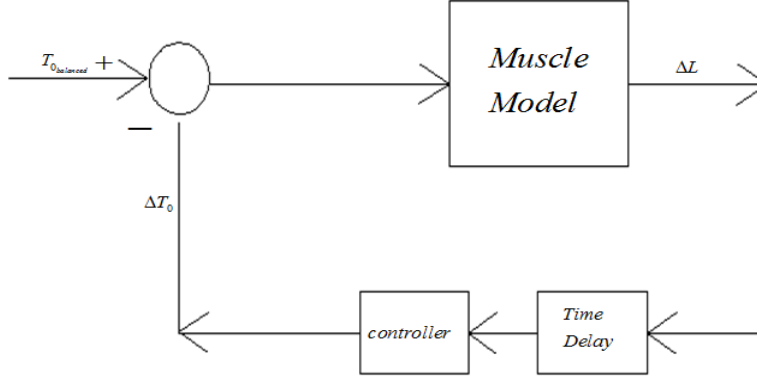 T₀balanced +
Muscle
Model
ΔL
−
ΔT₀
controller
Time
Delay